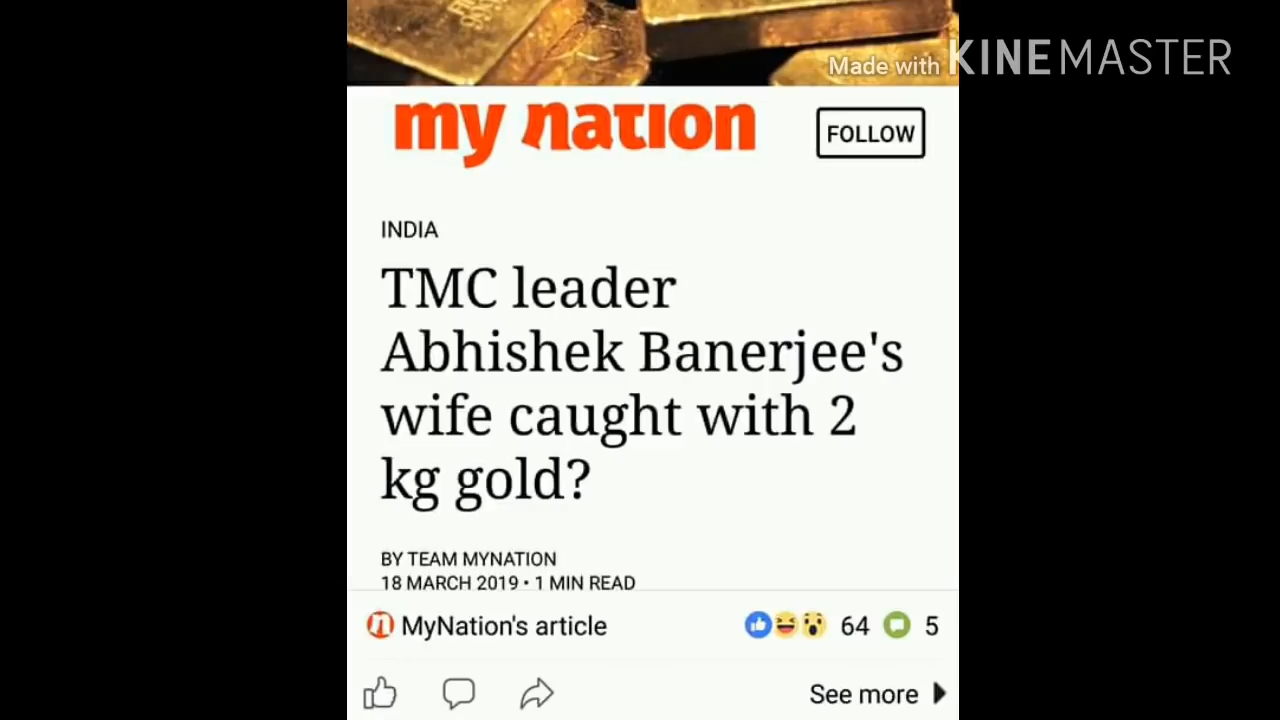 Made with KINEMASTER
my nation
FOLLOW
INDIA
TMC leader
Abhishek Banerjee's
wife caught with 2
kg gold?
BY TEAM MYNATION
18 MARCH 2019 • 1 MIN READ
MyNation's article
64
5
See more